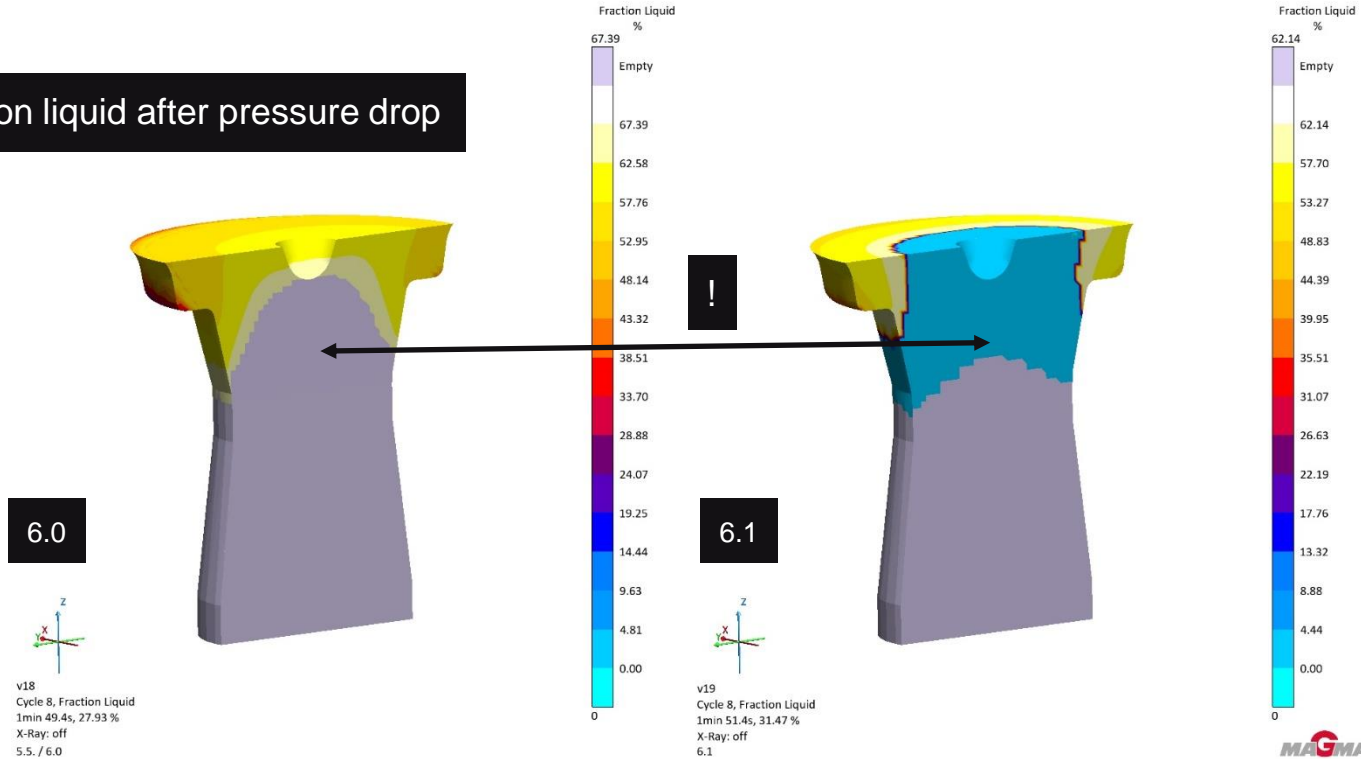 on liquid after pressure drop
Fraction Liquid
%
67.39
Empty
67.39
62.58
57.76
52.95
48.14
43.32
38.51
33.70
28.88
24.07
19.25
14.44
9.63
4.81
0.00
0
6.0
Z
X
Y
v18
Cycle 8, Fraction Liquid
1min 49.4s, 27.93 %
X-Ray: off
5.5. / 6.0
!
Fraction Liquid
%
62.14
Empty
62.14
57.70
53.27
48.83
44.39
39.95
35.51
31.07
26.63
22.19
17.76
13.32
8.88
4.44
0.00
0
6.1
Z
X
Y
v19
Cycle 8, Fraction Liquid
1min 51.4s, 31.47 %
X-Ray: off
6.1
MAGMA